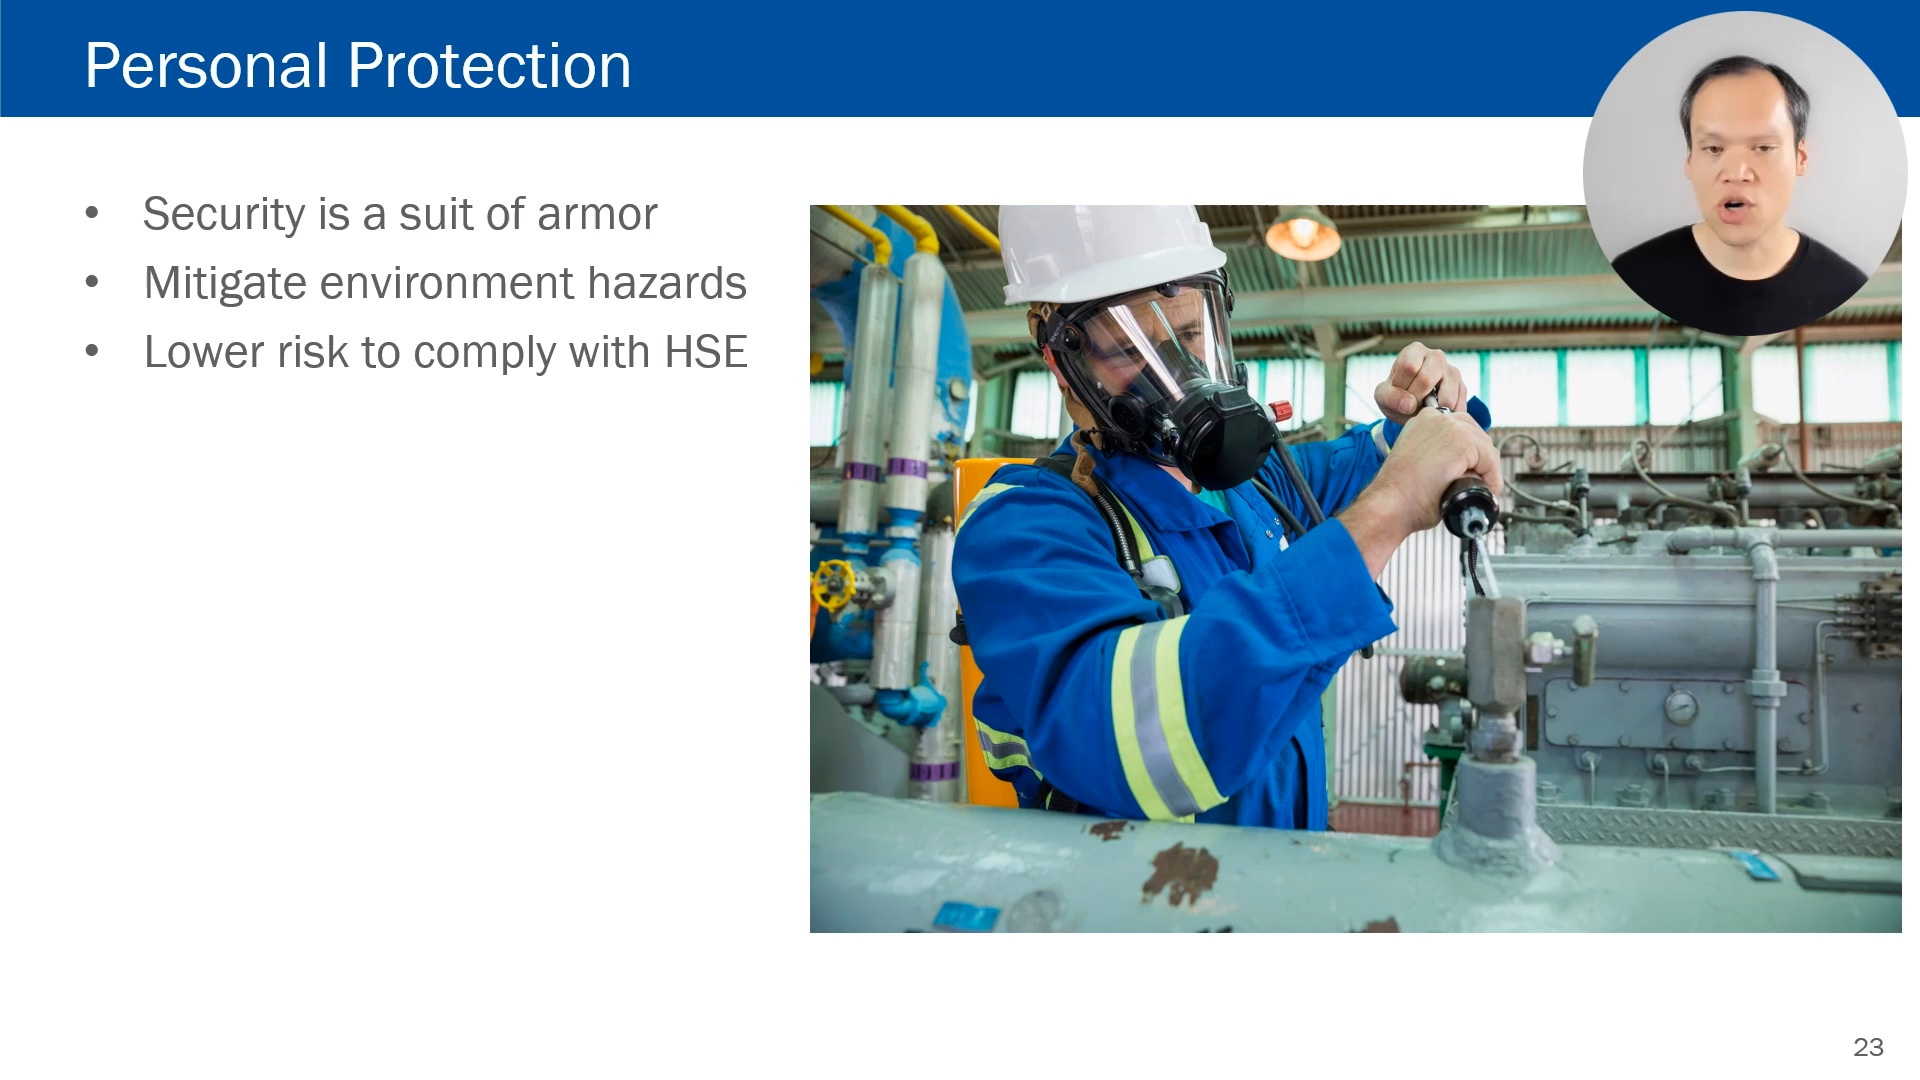 Personal Protection
• Security is a suit of armor
• Mitigate environment hazards
• Lower risk to comply with HSE
23